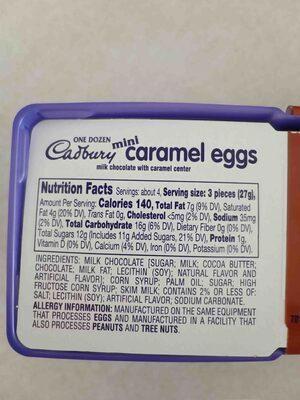 ONE DOZEN
Cadbury mini caramel eggs
milk chocolate with caramel center
Nutrition Facts Servings: about 4, Serving size: 3 pieces (27g),
Amount Per Serving: Calories 140, Total Fat 7g (9% DV), Saturated
Fat 4g (20% DV), Trans Fat 0g, Cholesterol <5mg (2% DV), Sodium 35mg
(2% DV), Total Carbohydrate 16g (6% DV), Dietary Fiber 0g (0% DV),
Total Sugars 12g (Includes 11g Added Sugars, 21% DV), Protein 1g,
Vitamin D (0% DV), Calcium (4% DV), Iron (0% DV), Potassium (0% DV).
INGREDIENTS: MILK CHOCOLATE [SUGAR; MILK; COCOA BUTTER;
CHOCOLATE; MILK FAT; LECITHIN (SOY); NATURAL FLAVOR AND
ARTIFICIAL FLAVOR]; CORN SYRUP; PALM OIL; SUGAR; HIGH
FRUCTOSE CORN SYRUP; SKIM MILK; CONTAINS 2% OR LESS OF:
SALT; LECITHIN (SOY); ARTIFICIAL FLAVOR; SODIUM CARBONATE.
ALLERGY INFORMATION: MANUFACTURED ON THE SAME EQUIPMENT
THAT PROCESSES EGGS AND MANUFACTURED IN A FACILITY THAT
ALSO PROCESSES PEANUTS AND TREE NUTS.